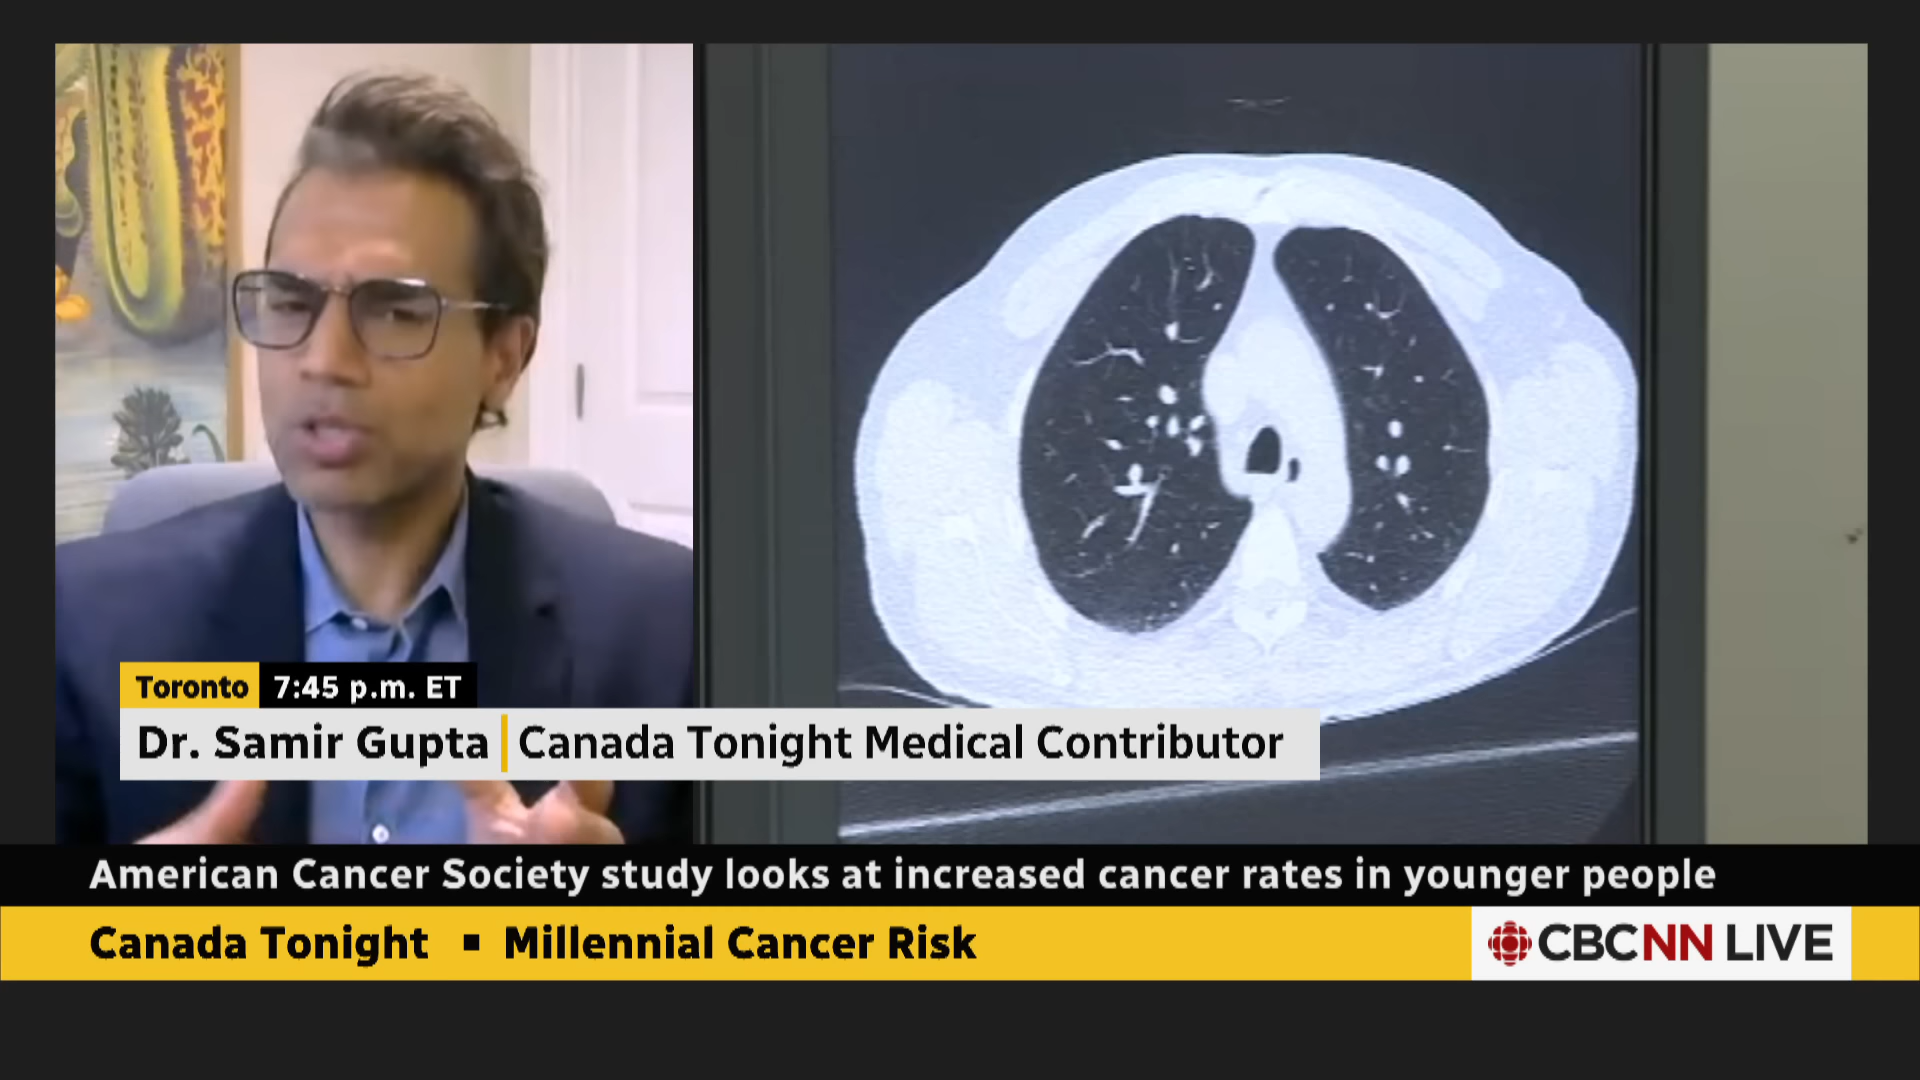 Toronto 7:45 p.m. ET
Dr. Samir Gupta Canada Tonight Medical Contributor
American Cancer Society study looks at increased cancer rates in younger people
Canada Tonight ▪ Millennial Cancer Risk
CBCNN LIVE